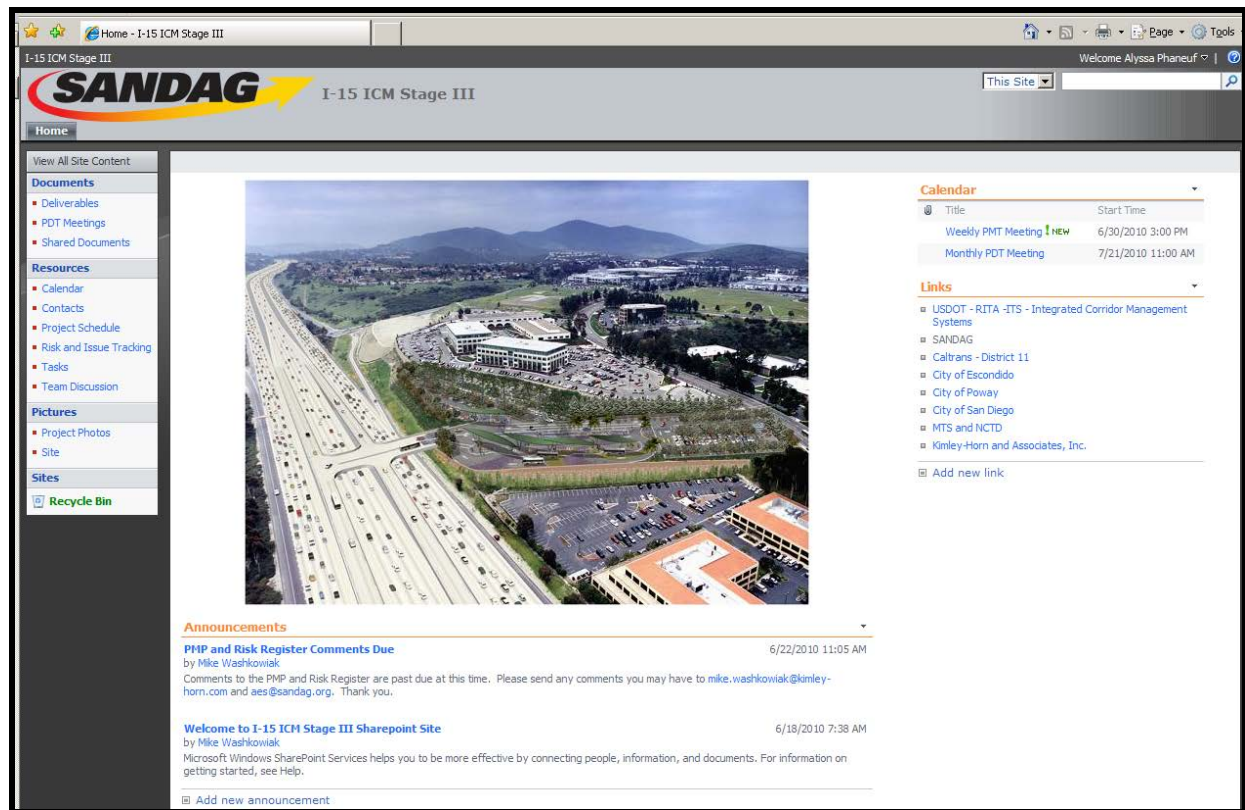 Home - I-15 ICM Stage III
Page
Tools
I-15 ICM Stage III
Welcome Alyssa Phaneuf
SANDAG
I-15 ICM Stage III
This Site
Home
View All Site Content
Documents
Deliverables
PDT Meetings
Shared Documents
Resources
Calendar
Contacts
Project Schedule
Risk and Issue Tracking
Tasks
Team Discussion
Pictures
Project Photos
Site
Sites
Recycle Bin
Calendar
Title Start Time
Weekly PMT Meeting ! NEW 6/30/2010 3:00 PM
Monthly PDT Meeting 7/21/2010 11:00 AM
Links
USDOT - RITA -ITS - Integrated Corridor Management
Systems
SANDAG
Caltrans - District 11
City of Escondido
City of Poway
City of San Diego
MTS and NCTD
Kimley-Horn and Associates, Inc.
Add new link
Announcements
PMP and Risk Register Comments Due 6/22/2010 11:05 AM
by Mike Washkowiak
Comments to the PMP and Risk Register are past due at this time. Please send any comments you may have to mike.washkowiak@kimley-
horn.com and aes@sandag.org. Thank you.
Welcome to I-15 ICM Stage III Sharepoint Site 6/18/2010 7:38 AM
by Mike Washkowiak
Microsoft Windows SharePoint Services helps you to be more effective by connecting people, information, and documents. For information on
getting started, see Help.
Add new announcement